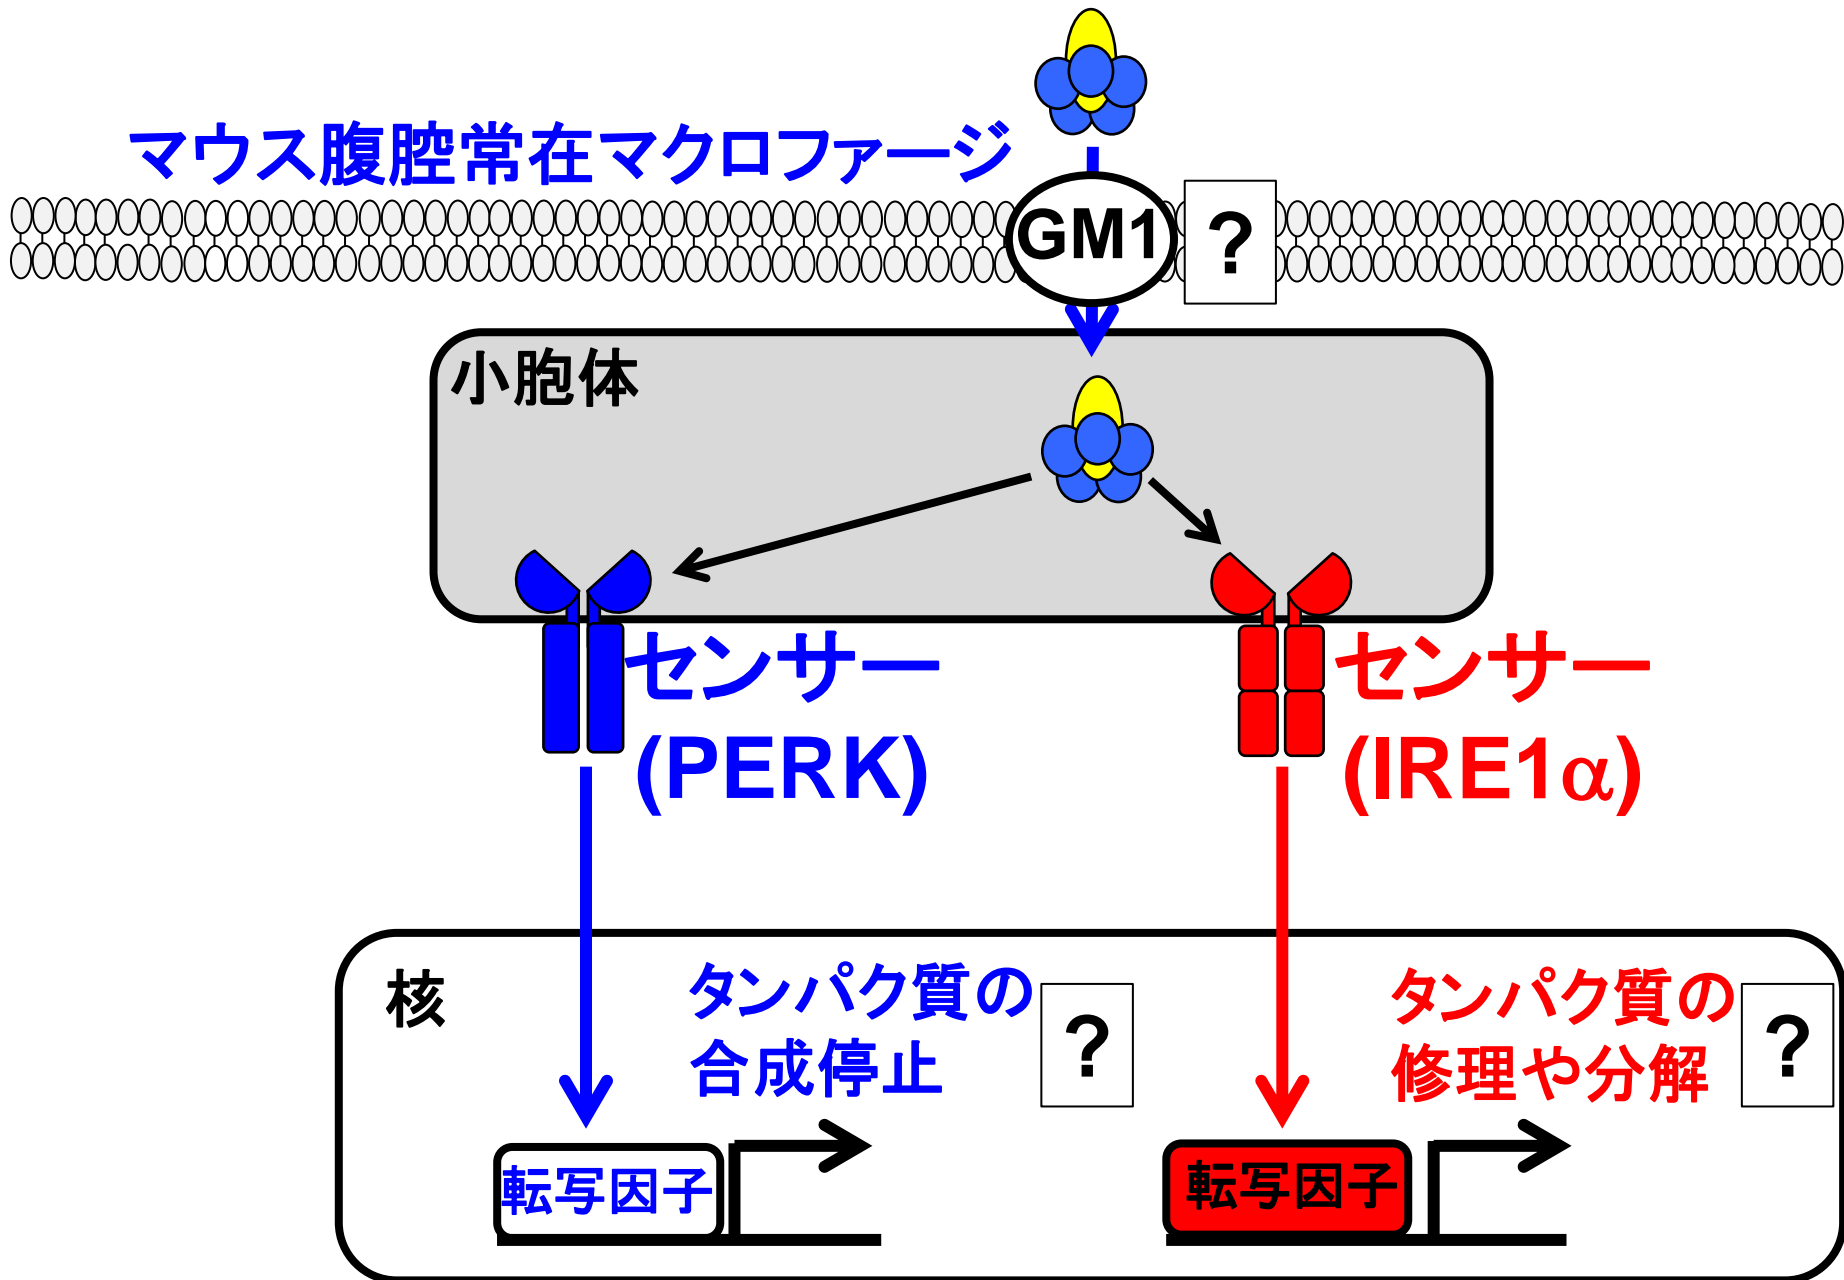 マウス腹腔常在マクロファージ
GM1
?
小胞体
センサー
(PERK)
センサー
(IRE1α)
核
タンパク質の
合成停止
?
タンパク質の
修理や分解
?
転写因子
転写因子